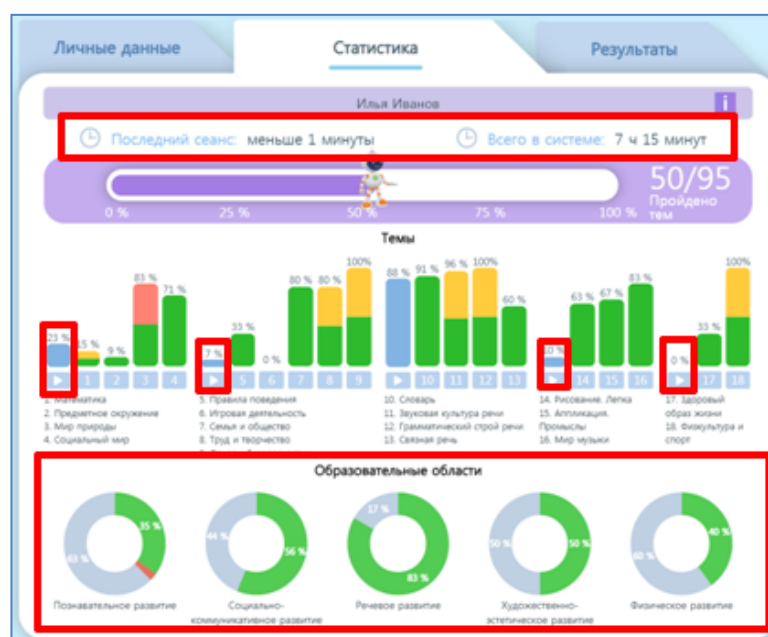 Личные данные Статистика Результаты
Илья Иванов i
Последний сеанс: меньше 1 минуты Всего в системе: 7 ч 15 минут
50/95
Пройдено
тем
0 % 25 % 50 % 75 % 100 %
Темы
23 % 15 % 9 % 83 % 71 % 7 % 33 % 0 % 80 % 80 % 100% 88 % 91 % 96 % 100% 60 % 10 % 63 % 67 % 83 % 0 % 33 % 100%
1 2 3 4 5 6 7 8 9 10 11 12 13 14 15 16 17 18
1. Математика
2. Предметное окружение
3. Мир природы
4. Социальный мир
5. Правила поведения
6. Игровая деятельность
7. Семья и общество
8. Труд и творчество
10. Словарь
11. Звуковая культура речи
12. Грамматический строй речи
13. Связная речь
14. Рисование. Лепка
15. Аппликация.
Промыслы
16. Мир музыки
17. Здоровый
образ жизни
18. Физкультура и
спорт
Образовательные области
35 % 63 %
44 % 56 %
17 % 83 %
50 % 50 %
40 % 60 %
Познавательное развитие
Социально-
коммуникативное развитие
Речевое развитие
Художественно-
эстетическое развитие
Физическое развитие